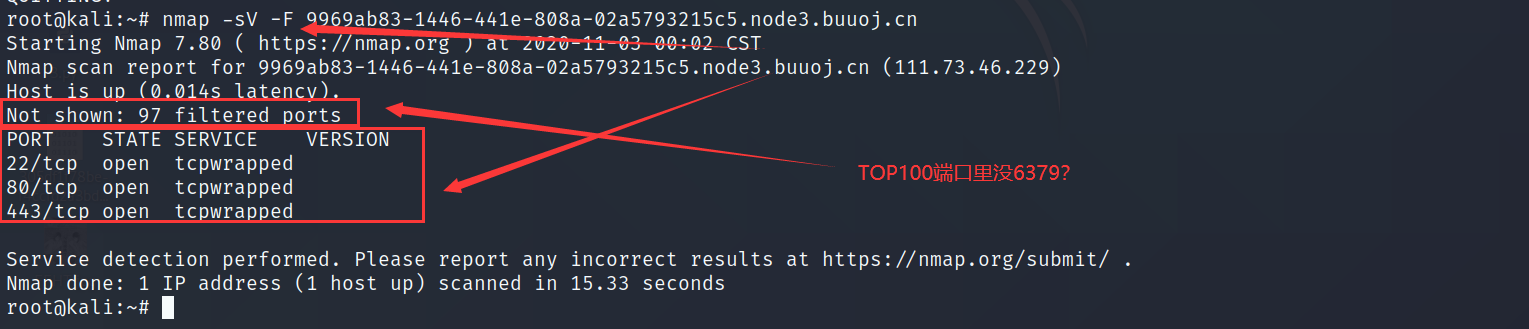 QUITTING!
root@kali:~# nmap -sV -F 9969ab83-1446-441e-808a-02a5793215c5.node3.buuoj.cn
Starting Nmap 7.80 ( https://nmap.org ) at 2020-11-03 00:02 CST
Nmap scan report for 9969ab83-1446-441e-808a-02a5793215c5.node3.buuoj.cn (111.73.46.229)
Host is up (0.014s latency).
Not shown: 97 filtered ports
PORT    STATE SERVICE    VERSION
22/tcp  open  tcpwrapped
80/tcp  open  tcpwrapped
443/tcp open  tcpwrapped
TOP100端口里没6379?
Service detection performed. Please report any incorrect results at https://nmap.org/submit/ .
Nmap done: 1 IP address (1 host up) scanned in 15.33 seconds
root@kali:~#